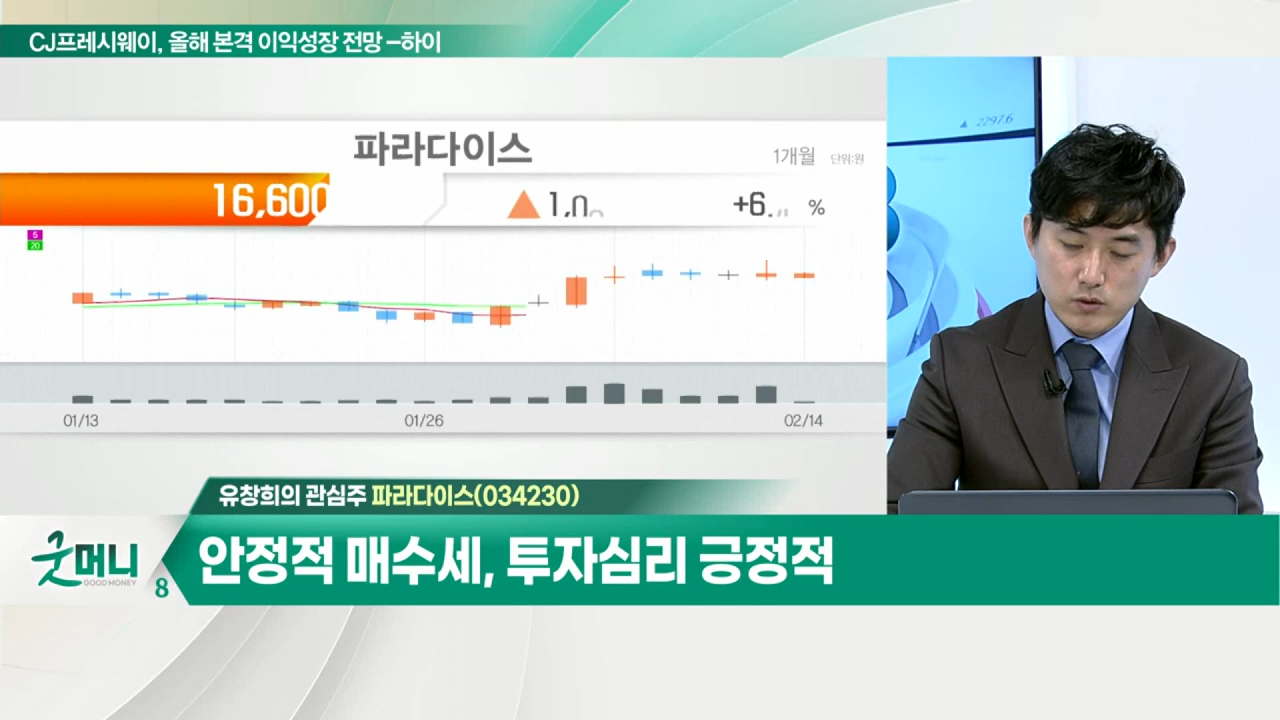 CJ프레시웨이, 올해 본격 이익성장 전망 –하이
▲ 2297.6
파라다이스
1개월 단위:원
16,600
▲ +6. %
5
20
01/13 01/26 02/14
유창희의 관심주 파라다이스(034230)
안정적 매수세, 투자심리 긍정적
굿머니
GOOD MONEY
8